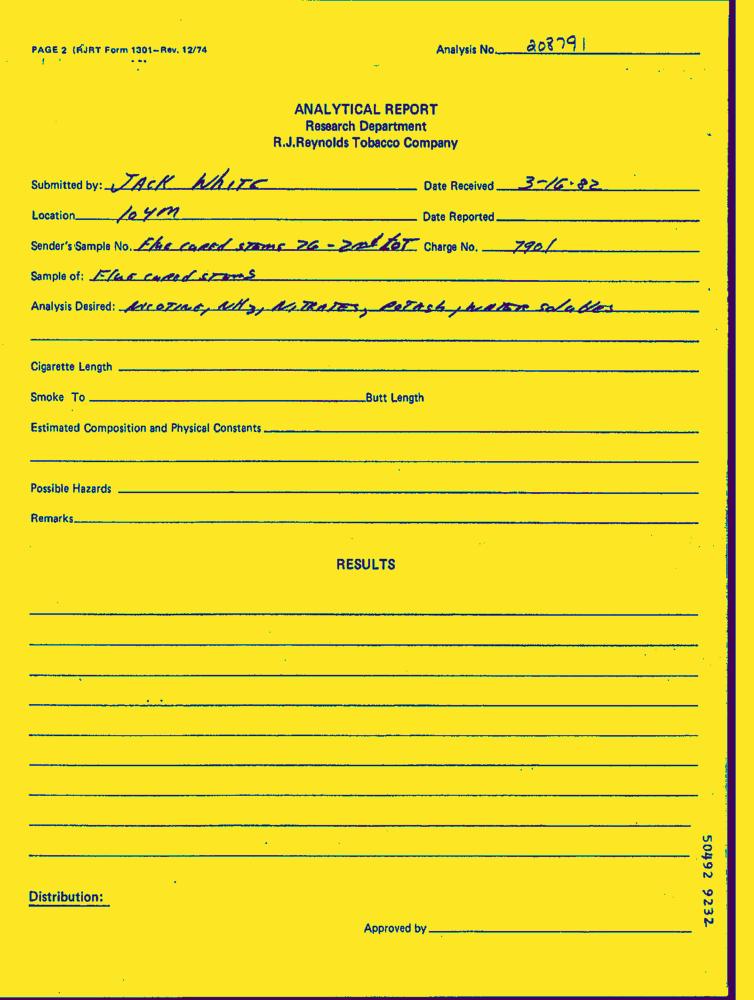 PAGE 2 (RJRT Form 1301—Rev. 12/74
Analysis No. 208791
ANALYTICAL REPORT
Research Department
R.J.Reynolds Tobacco Company
Submitted by: JACK WhITE Date Received 3-16-82
Location Date Reported
Sender's Sample No. Flue cured stems 76 - 2nd LOT Charge No. 7901
Sample of: Flue cured stems
Analysis Desired: NICOTINE, NH3, NITRATES, POTASH, WATER solubles
Cigarette Length
Smoke To Butt Length
Estimated Composition and Physical Constants
Possible Hazards
Remarks
RESULTS
Distribution:
Approved by
50492 9232